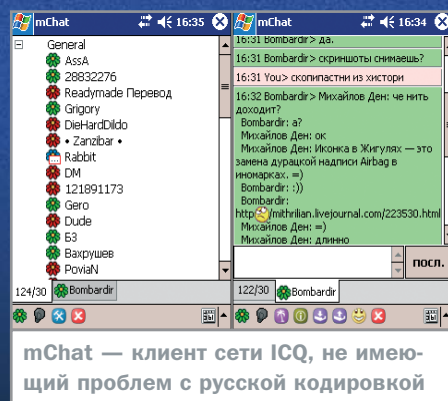 mChat 16:35
General
AssA
28832276
Readymade Перевод
Grigory
DieHardDildo
• Zanzibar •
Rabbit
DM
121891173
Gero
Dude
БЗ
Вахрушев
PoviaN
124/30 Bombardir
mChat 16:34
16:31 Bombardir> да.
16:31 Bombardir> скриншоты снимаешь?
16:31 You> скопипастни из хистори
16:32 Bombardir> Михайлов Ден: че нить
доходит?
Bombardir: а?
Михайлов Ден: ок
Михайлов Ден: Иконка в Жигулях — это
замена дурацкой надписи Airbag в
иномарках. =)
Bombardir: :))
Bombardir:
http /mithrilian.livejournal.com/223530.html
Михайлов Ден: =)
Михайлов Ден: длинно
посл.
122/30 Bombardir
mChat — клиент сети ICQ, не имею-
щий проблем с русской кодировкой